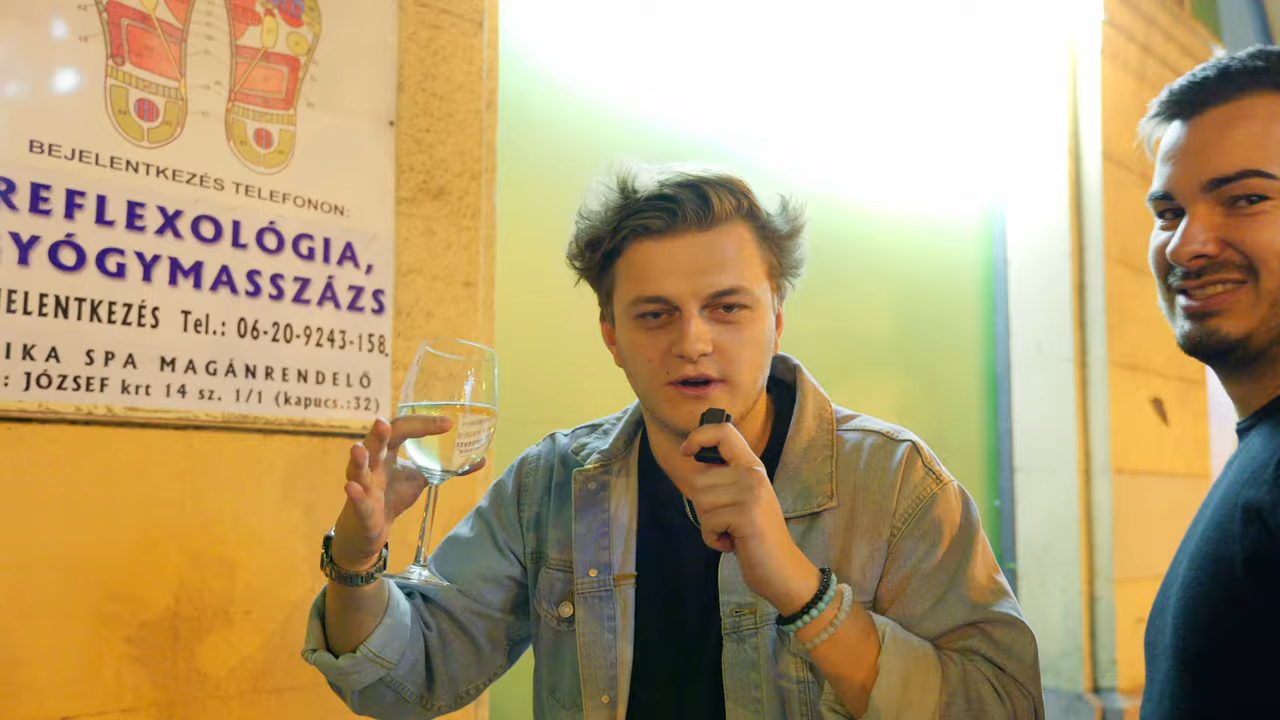 BEJELENTKEZÉS TELEFONON:
REFLEXOLÓGIA,
YÓGYMASSZÁZS
JELENTKEZÉS Tel.: 06-20-9243-158
IKA SPA MAGÁNRENDELŐ
: JÓZSEF krt 14 sz. 1/1 (kapucs.:32)